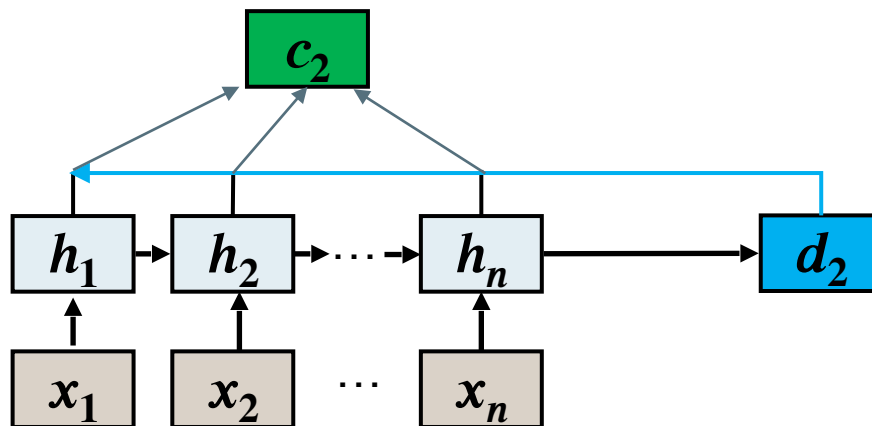 c₂
h₁ h₂ ... hₙ d₂
x₁ x₂ ... xₙ